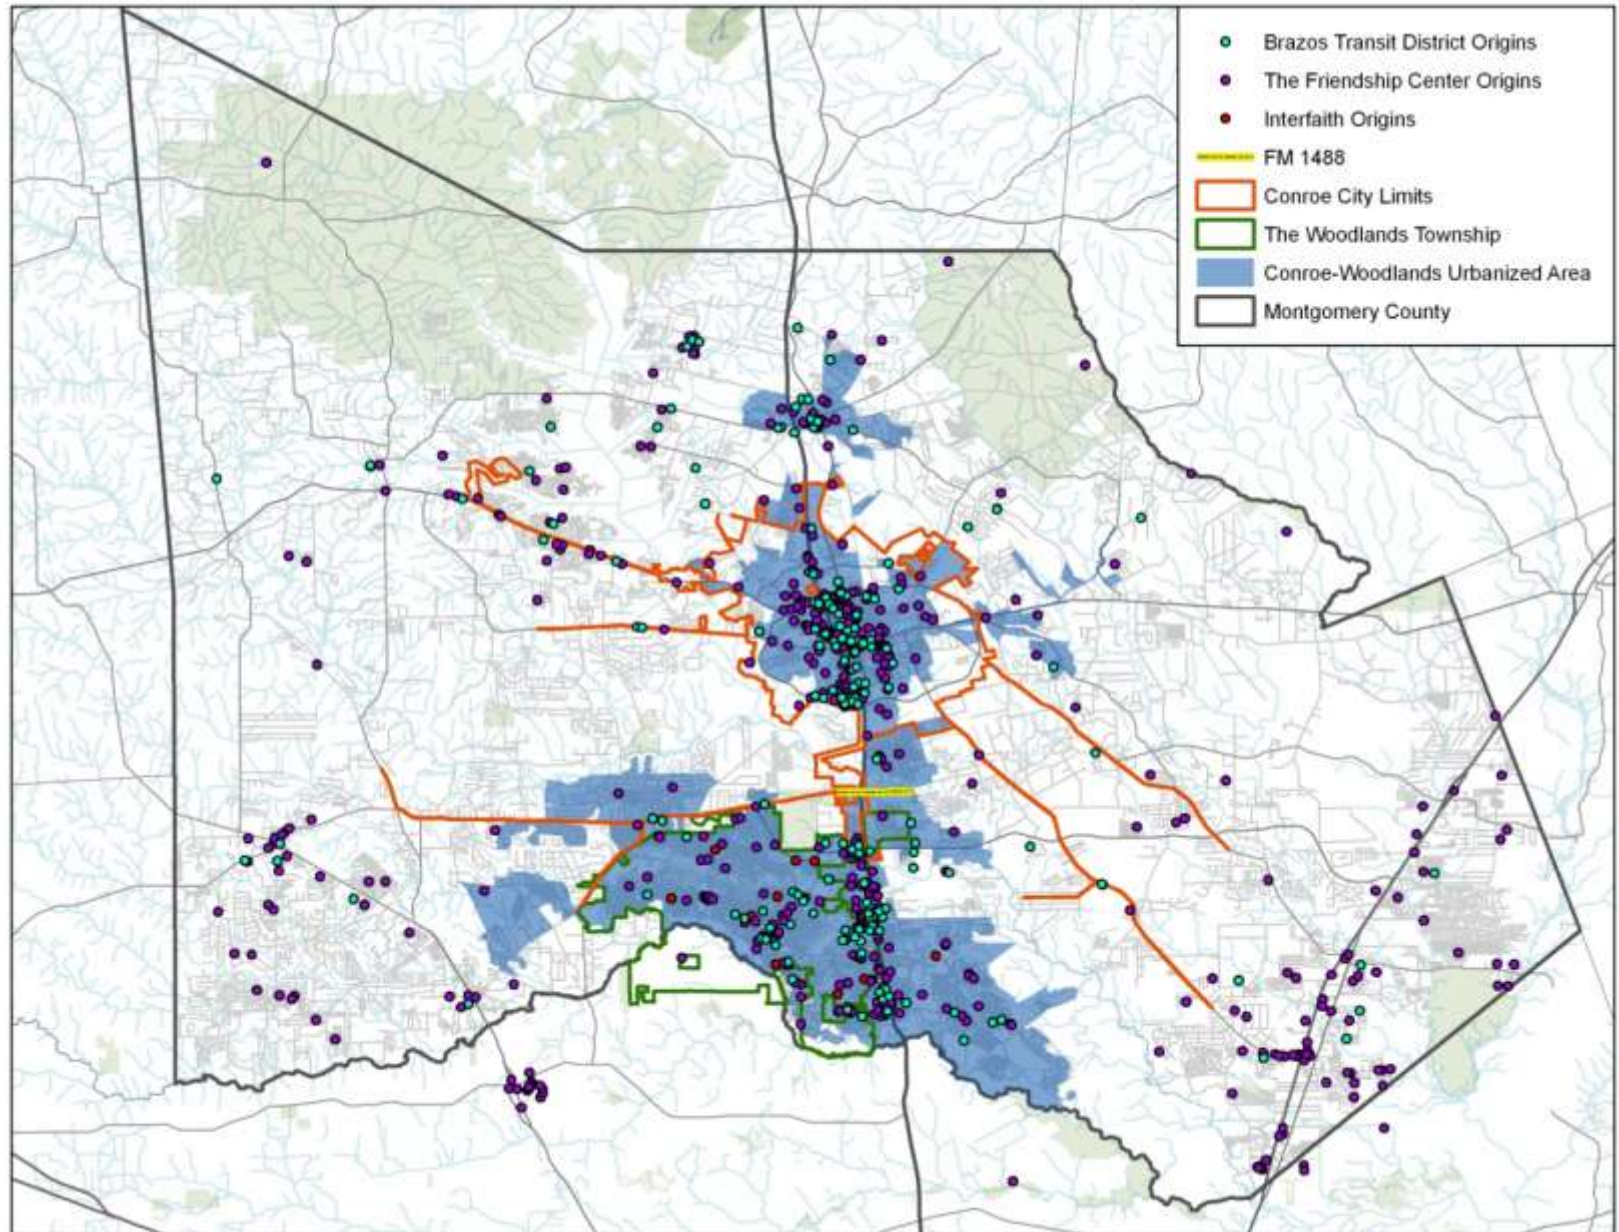 Brazos Transit District Origins
The Friendship Center Origins
Interfaith Origins
FM 1488
Conroe City Limits
The Woodlands Township
Conroe-Woodlands Urbanized Area
Montgomery County